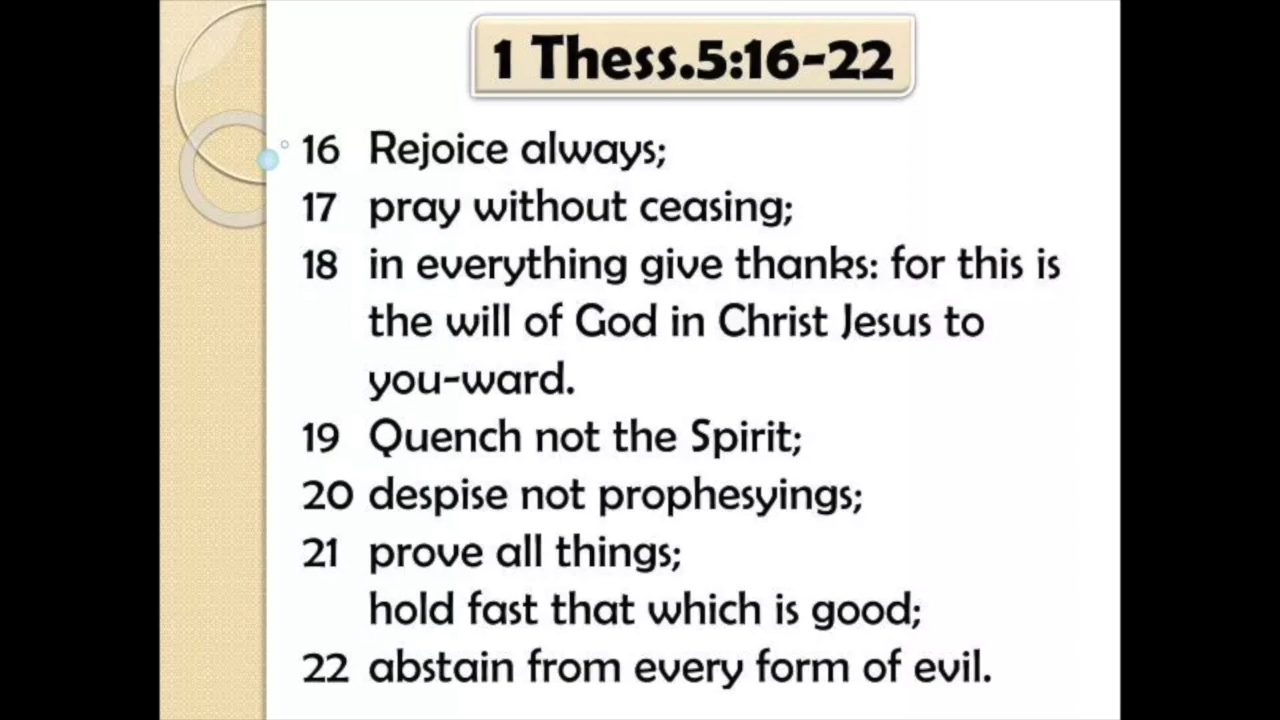 1 Thess.5:16-22
16 Rejoice always;
17 pray without ceasing;
18 in everything give thanks: for this is
the will of God in Christ Jesus to
you-ward.
19 Quench not the Spirit;
20 despise not prophesyings;
21 prove all things;
hold fast that which is good;
22 abstain from every form of evil.